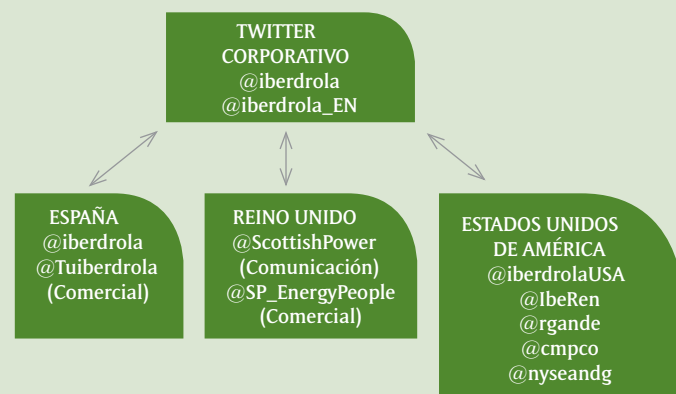 TWITTER
CORPORATIVO
@iberdrola
@iberdrola_EN
ESPAÑA
@iberdrola
@Tuiberdrola
(Comercial)
REINO UNIDO
@ScottishPower
(Comunicación)
@SP_EnergyPeople
(Comercial)
ESTADOS UNIDOS
DE AMÉRICA
@iberdrolaUSA
@IbeRen
@rgande
@cmpco
@nyseandg